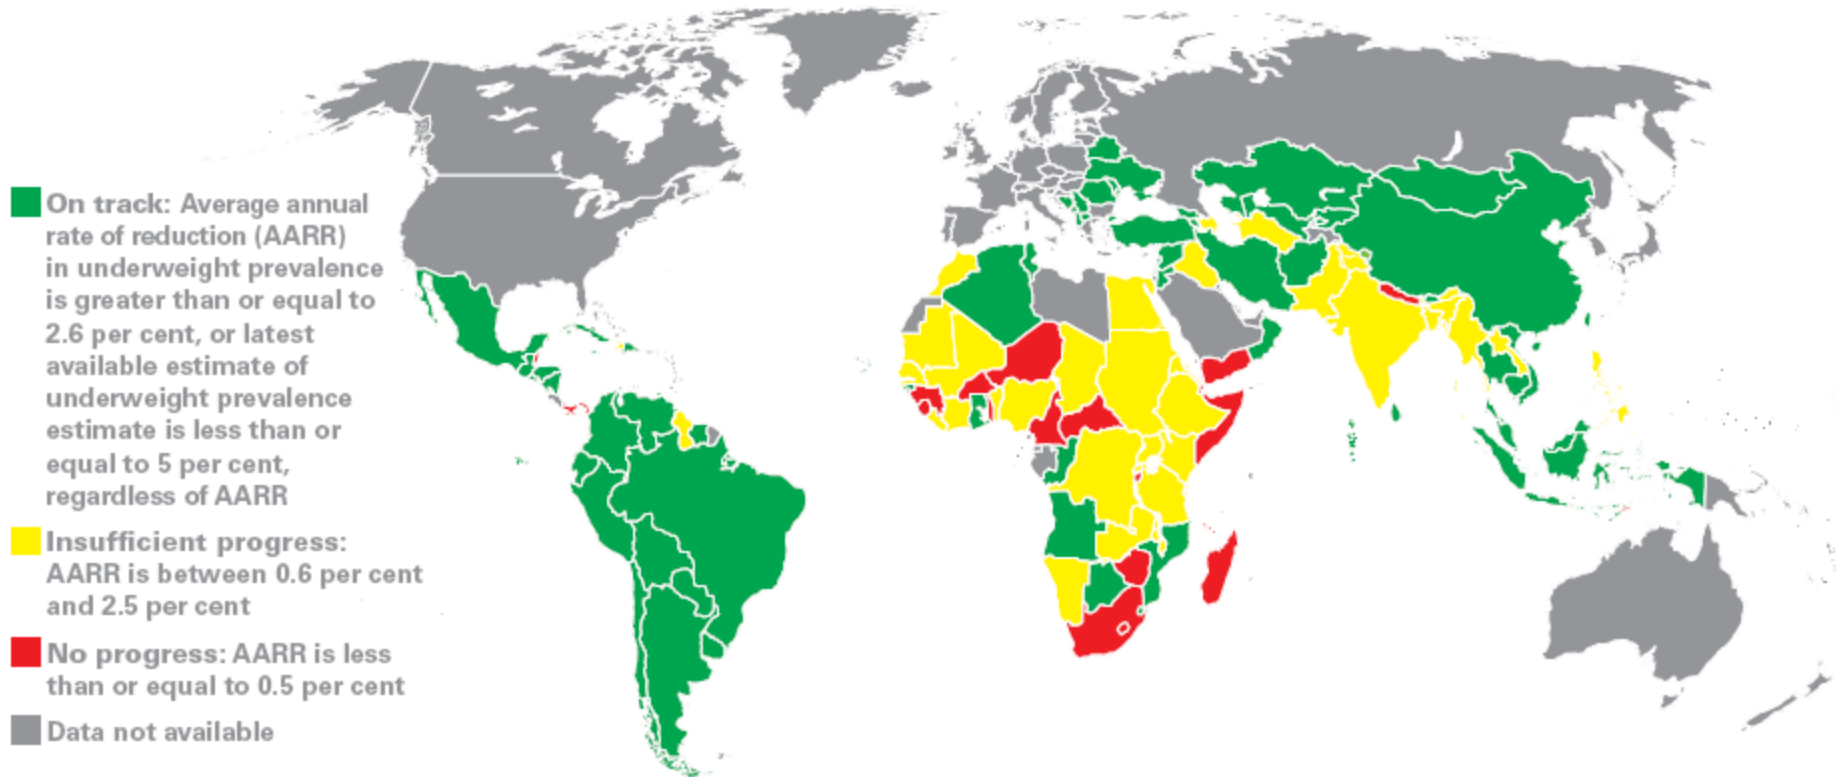 On track: Average annual
rate of reduction (AARR)
in underweight prevalence
is greater than or equal to
2.6 per cent, or latest
available estimate of
underweight prevalence
estimate is less than or
equal to 5 per cent,
regardless of AARR
Insufficient progress:
AARR is between 0.6 per cent
and 2.5 per cent
No progress: AARR is less
than or equal to 0.5 per cent
Data not available